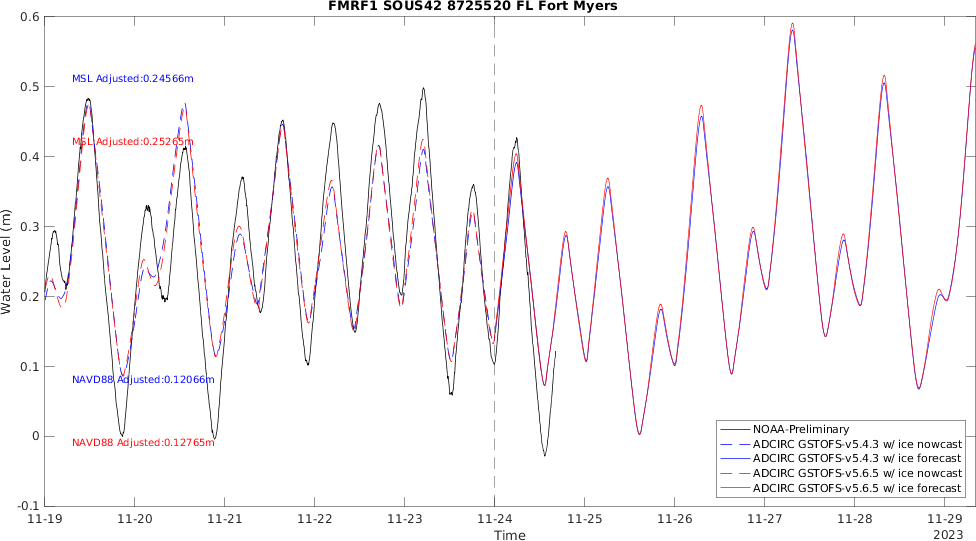 FMRF1 SOUS42 8725520 FL Fort Myers
0.6
0.5
0.4
0.3
0.2
0.1
0
-0.1
Water Level (m)
MSL Adjusted:0.24566m
MSL Adjusted:0.25265m
NAVD88 Adjusted:0.12066m
NAVD88 Adjusted:0.12765m
NOAA-Preliminary
ADCIRC GSTOFS-v5.4.3 w/ ice nowcast
ADCIRC GSTOFS-v5.4.3 w/ ice forecast
ADCIRC GSTOFS-v5.6.5 w/ ice nowcast
ADCIRC GSTOFS-v5.6.5 w/ ice forecast
11-19 11-20 11-21 11-22 11-23 11-24 11-25 11-26 11-27 11-28 11-29
Time
2023